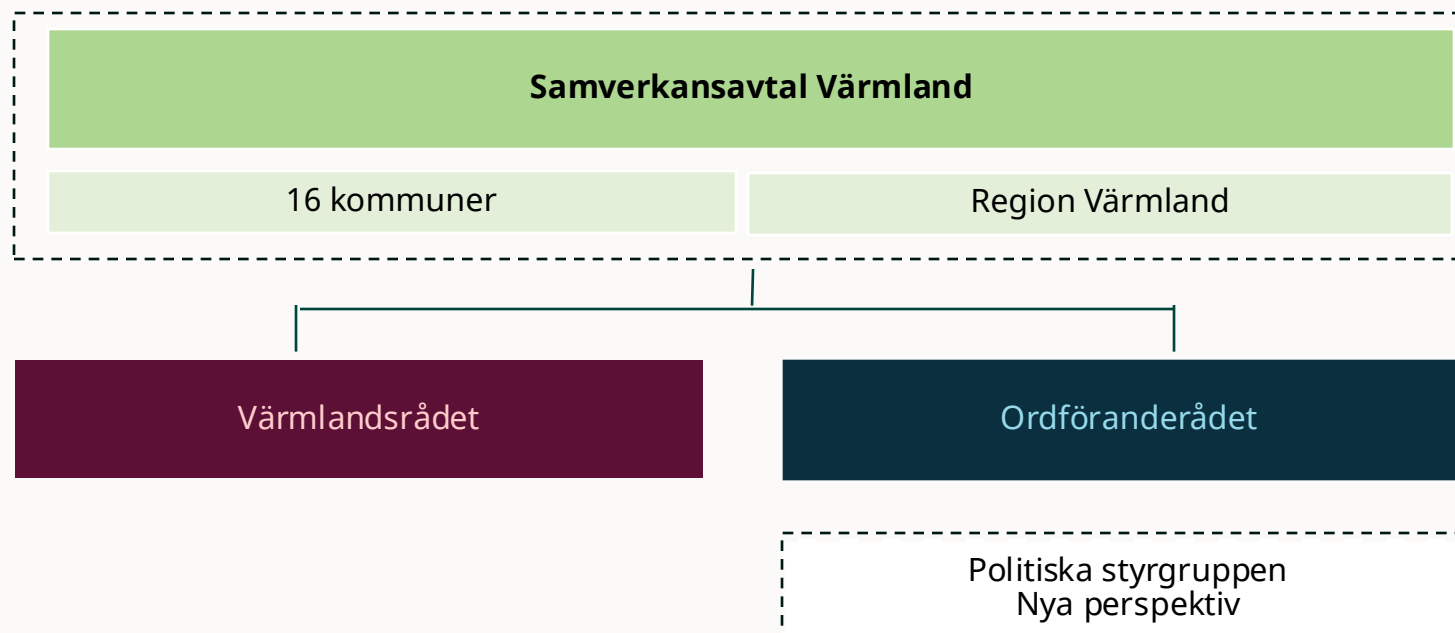 Samverkansavtal Värmland
16 kommuner
Region Värmland
Värmlandsrådet
Ordföranderådet
Politiska styrgruppen
Nya perspektiv